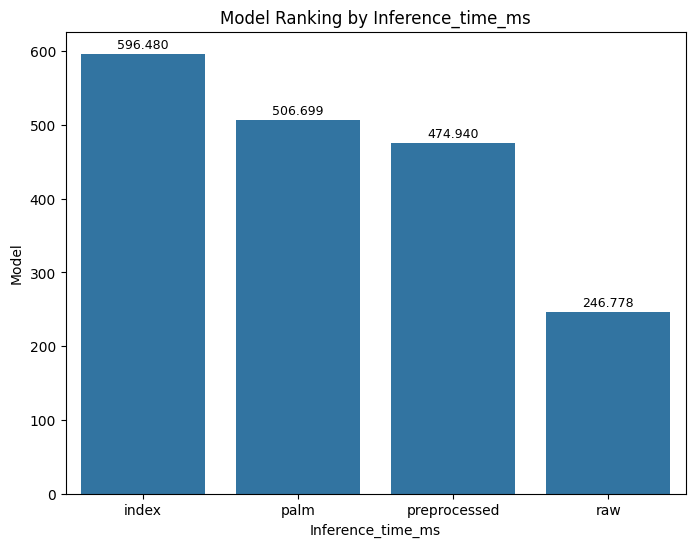 Model Ranking by Inference_time_ms
596.480
506.699
474.940
246.778
600
500
400
300
200
100
0
Model
index palm preprocessed raw
Inference_time_ms